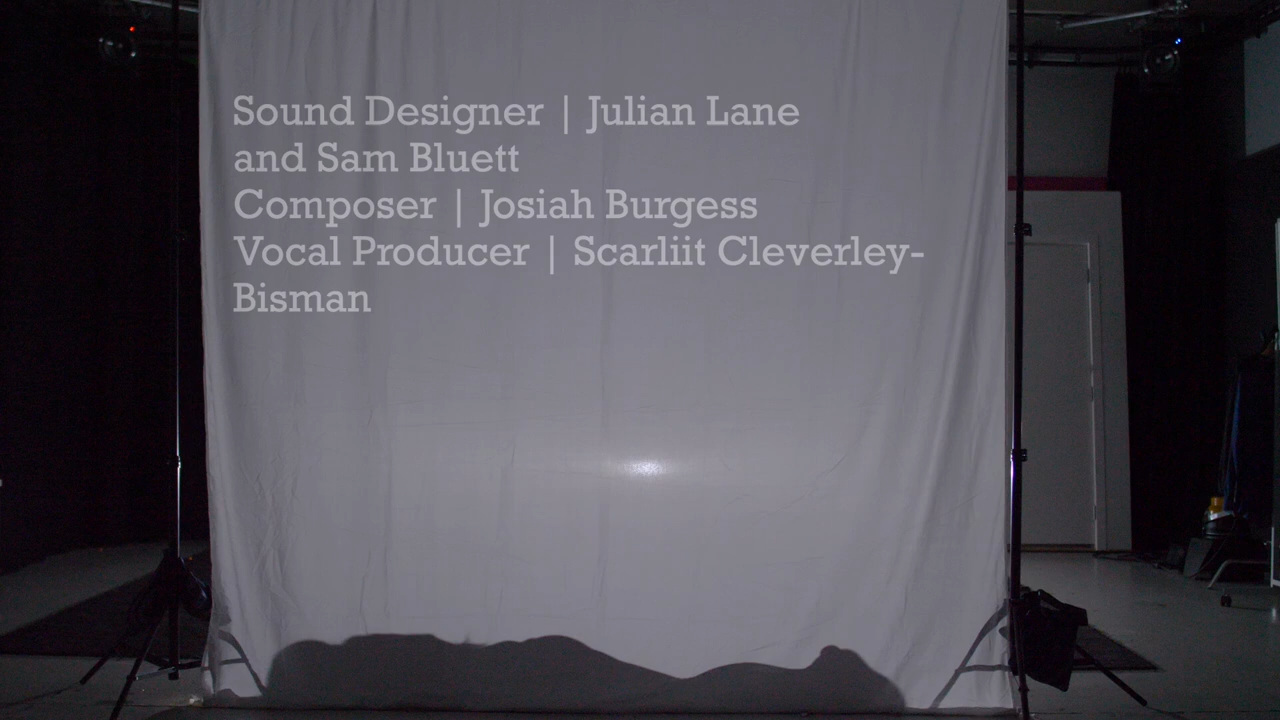 Sound Designer | Julian Lane
and Sam Bluett
Composer | Josiah Burgess
Vocal Producer | Scarliit Cleverley-
Bisman